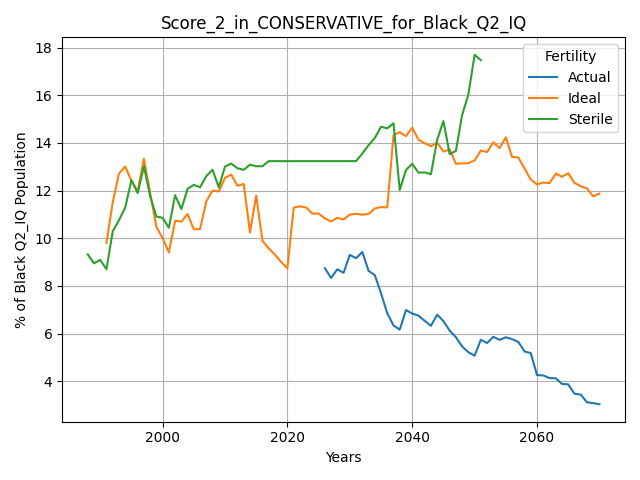 Score_2_in_CONSERVATIVE_for_Black_Q2_IQ
% of Black Q2_IQ Population
18
16
14
12
10
8
6
4
Fertility
Actual
Ideal
Sterile
2000
2020
2040
2060
Years